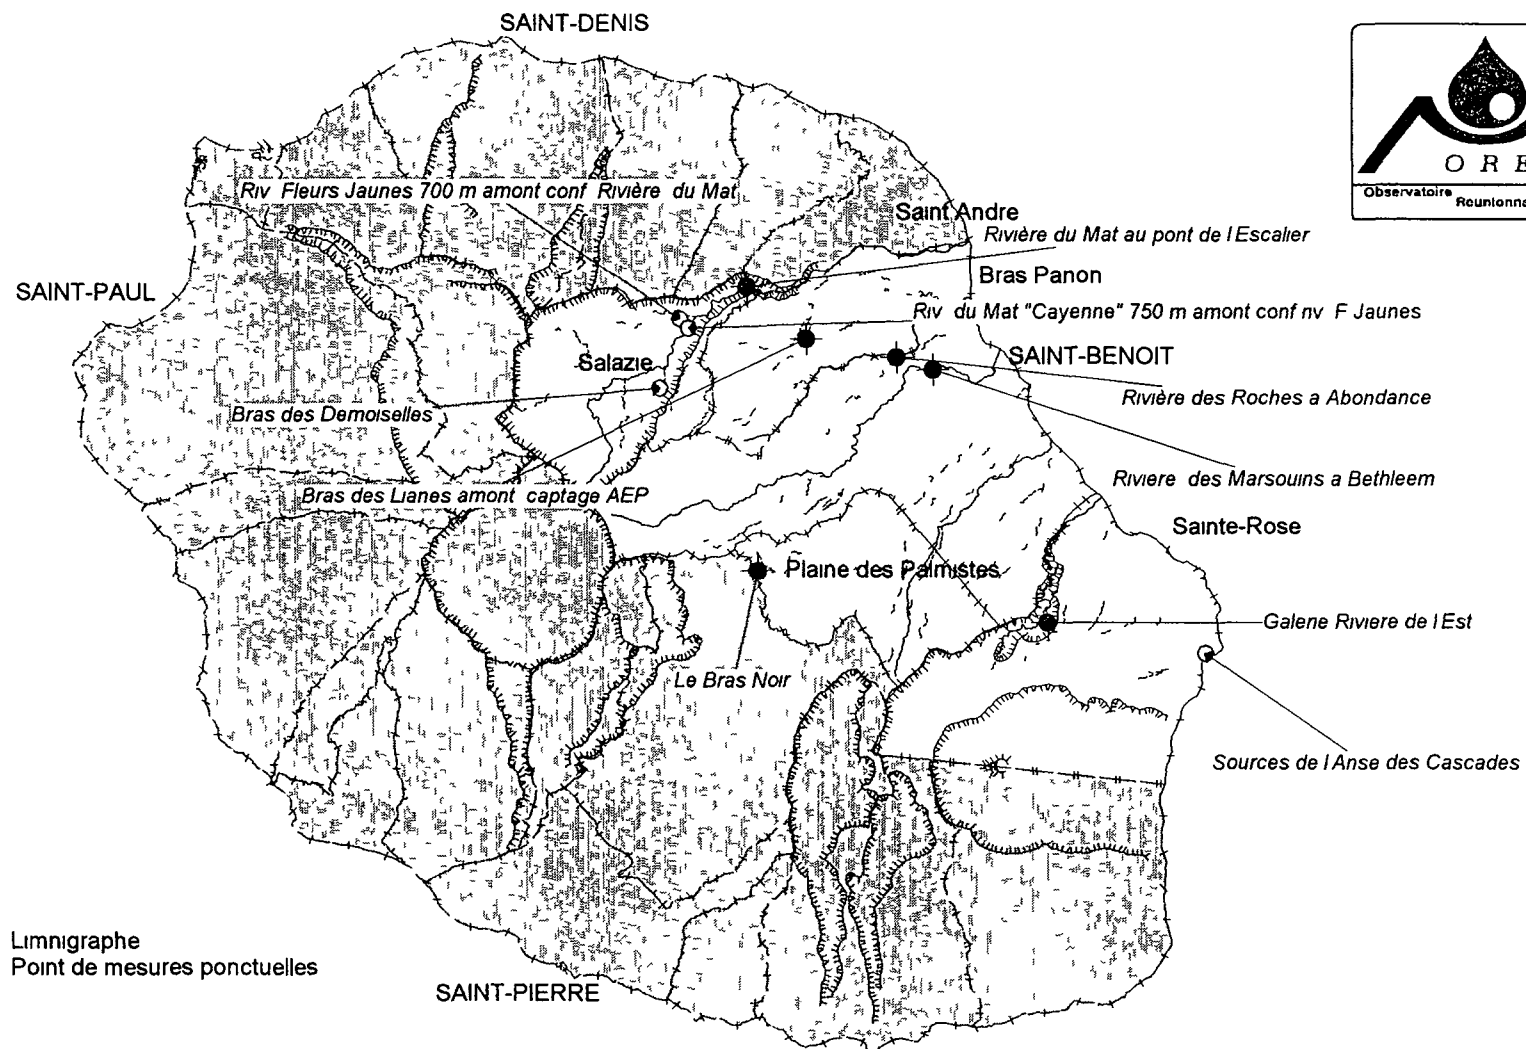 SAINT-DENIS
O R E
Observatoire
Reunionna
Riv Fleurs Jaunes 700 m amont conf Rivière du Mat
Saint Andre
Rivière du Mat au pont de l Escalier
Bras Panon
SAINT-PAUL
Riv du Mat "Cayenne" 750 m amont conf nv F Jaunes
SAINT-BENOIT
Salazie
Rivière des Roches a Abondance
Bras des Demoiselles
Riviere des Marsouins a Bethleem
Bras des Lianes amont captage AEP
Sainte-Rose
Plaine des Palmistes
Galene Riviere de l Est
Le Bras Noir
Sources de l Anse des Cascades
Limnigraphe
Point de mesures ponctuelles
SAINT-PIERRE